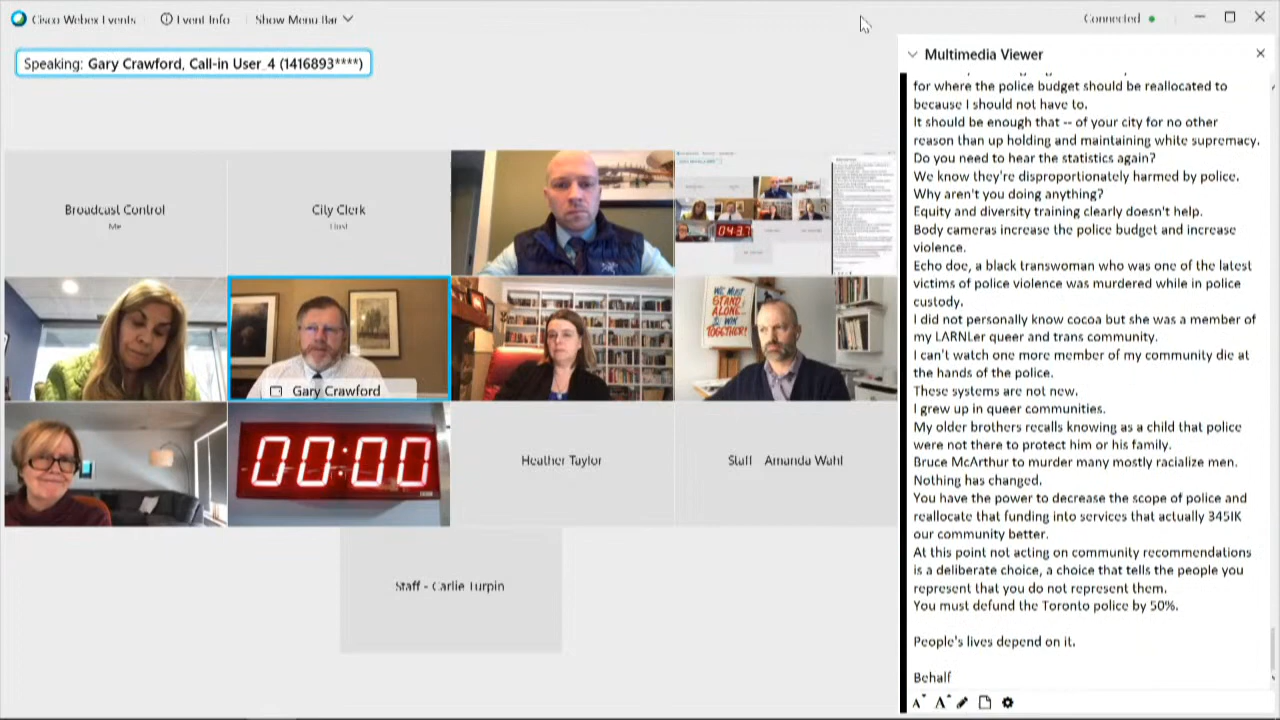 Cisco Webex Events
Event Info
Show Menu Bar
Connected
Speaking: Gary Crawford, Call-in User_4 (1416893****)
Multimedia Viewer
for where the police budget should be reallocated to
because I should not have to.
It should be enough that -- of your city for no other
reason than up holding and maintaining white supremacy.
Do you need to hear the statistics again?
We know they're disproportionately harmed by police.
Why aren't you doing anything?
Equity and diversity training clearly doesn't help.
Body cameras increase the police budget and increase
violence.
Echo doe, a black transwoman who was one of the latest
victims of police violence was murdered while in police
custody.
I did not personally know cocoa but she was a member of
my LARNLer queer and trans community.
I can't watch one more member of my community die at
the hands of the police.
These systems are not new.
I grew up in queer communities.
My older brothers recalls knowing as a child that police
were not there to protect him or his family.
Bruce McArthur to murder many mostly racialize men.
Nothing has changed.
You have the power to decrease the scope of police and
reallocate that funding into services that actually 345IK
our community better.
At this point not acting on community recommendations
is a deliberate choice, a choice that tells the people you
represent that you do not represent them.
You must defund the Toronto police by 50%.
People's lives depend on it.
Behalf
Broadcast Control
Me
City Clerk
Host
04:37
Gary Crawford
WE MUST
STAND
ALONE...
TO WIN
TOGETHER!
00:00
Heather Taylor
Staff Amanda Wahl
Staff - Carlie Turpin